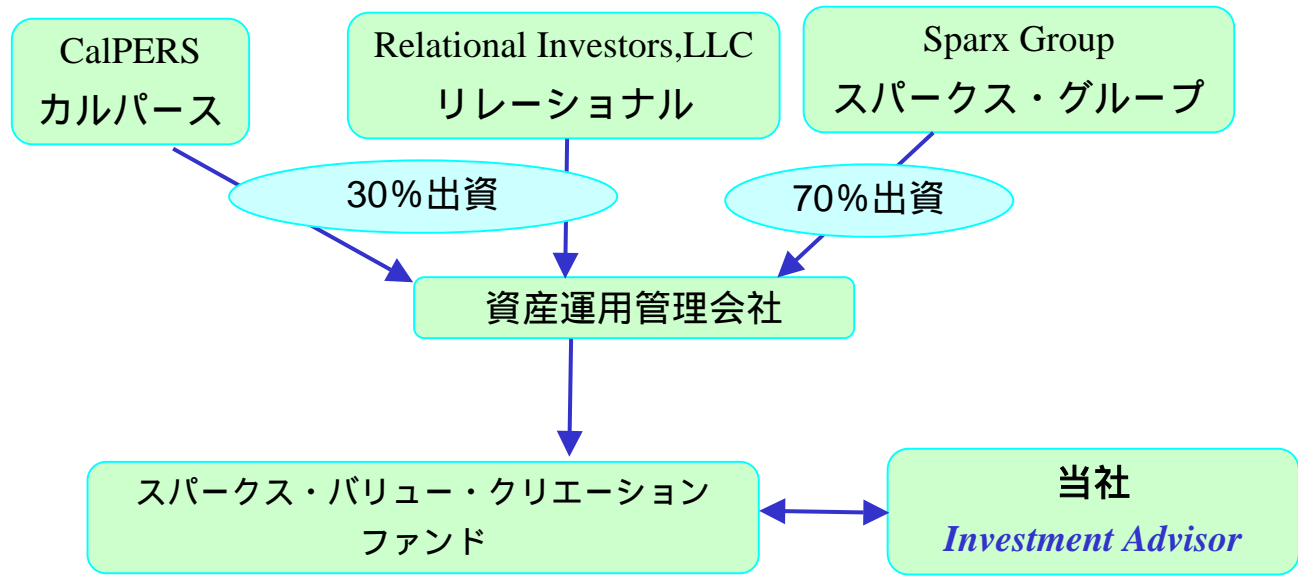 CalPERS
カルパース
Relational Investors,LLC
リレーショナル
Sparx Group
スパークス・グループ
30％出資
70％出資
資産運用管理会社
スパークス・バリュー・クリエーション
ファンド
当社
Investment Advisor